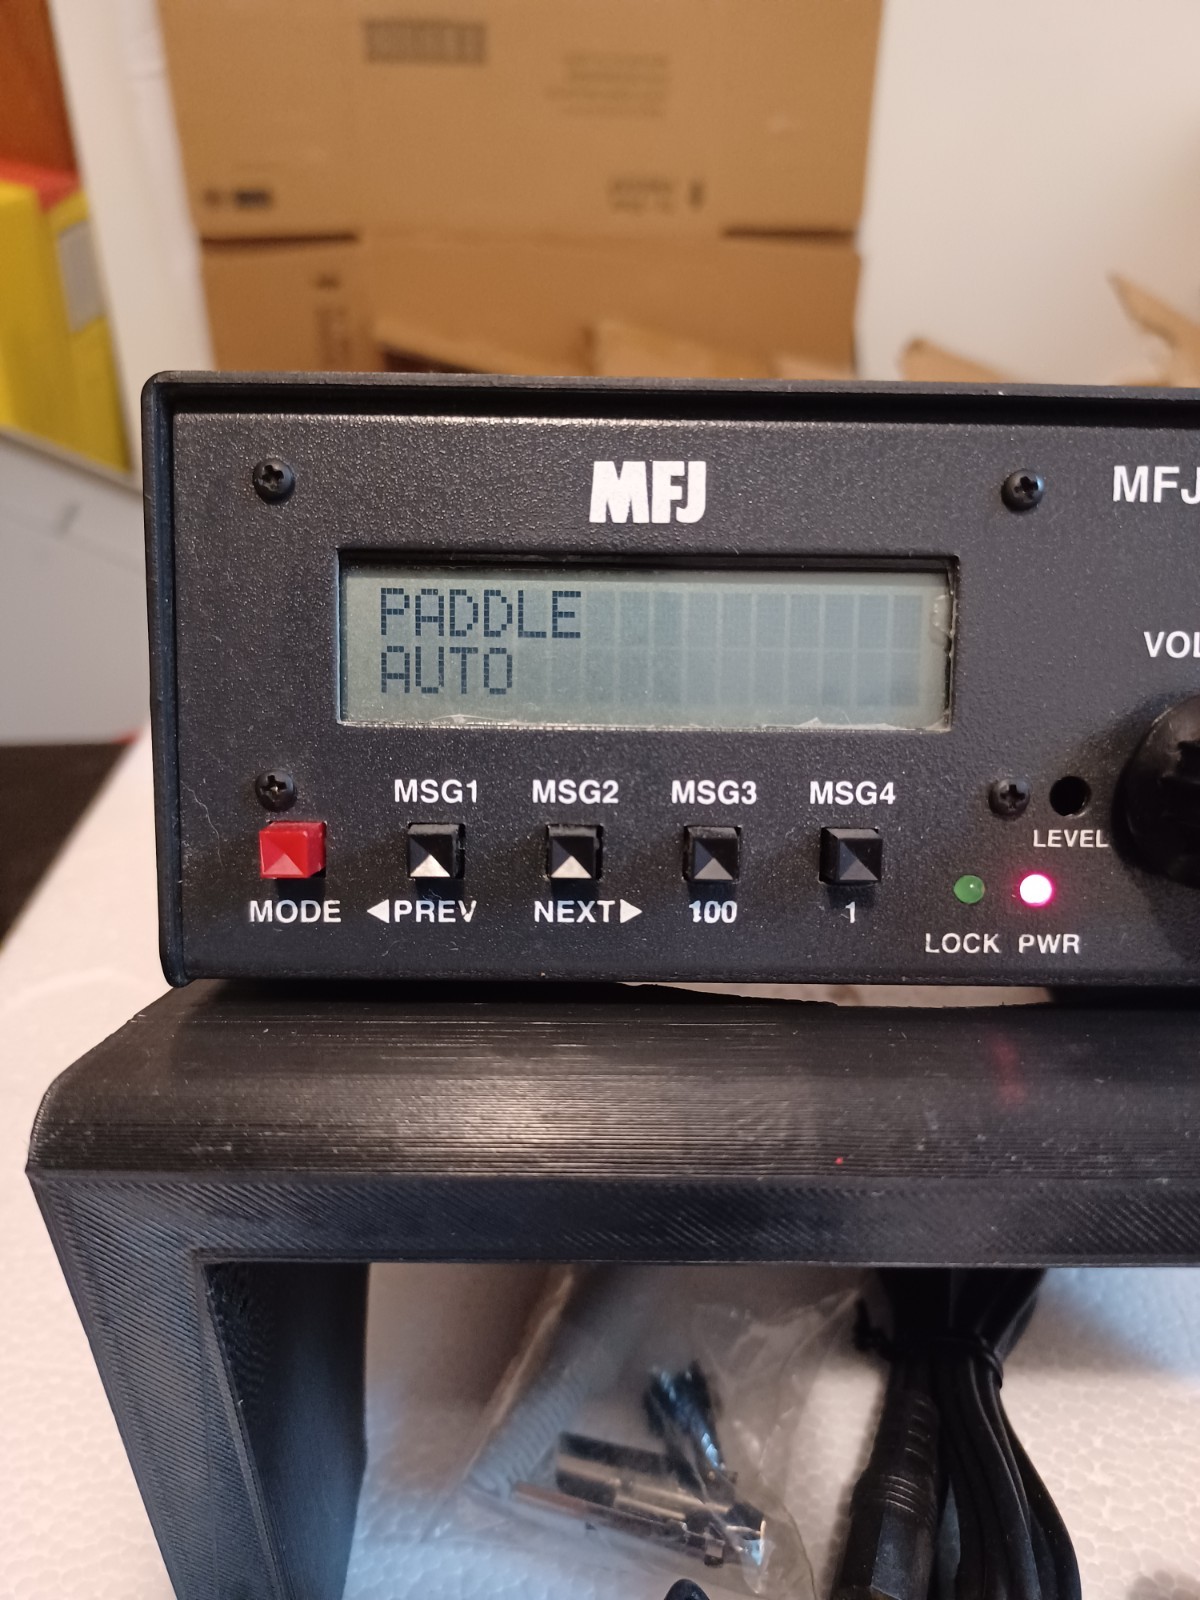 MFJ
MFJ
PADDLE
AUTO
VOL
MSG1 MSG2 MSG3 MSG4
LEVEL
MODE ◀PREV NEXT▶ 100 1
LOCK PWR